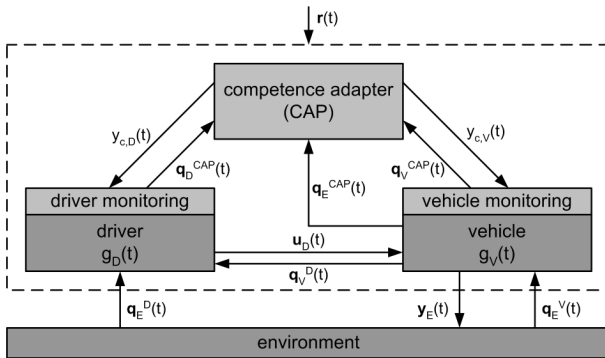 r(t)
competence adapter
(CAP)
y_c,D(t)
q_D^CAP(t)
q_E^CAP(t)
q_V^CAP(t)
y_c,V(t)
driver monitoring
driver
g_D(t)
u_D(t)
q_V^D(t)
vehicle monitoring
vehicle
g_V(t)
q_E^D(t)
y_E(t)
q_E^V(t)
environment